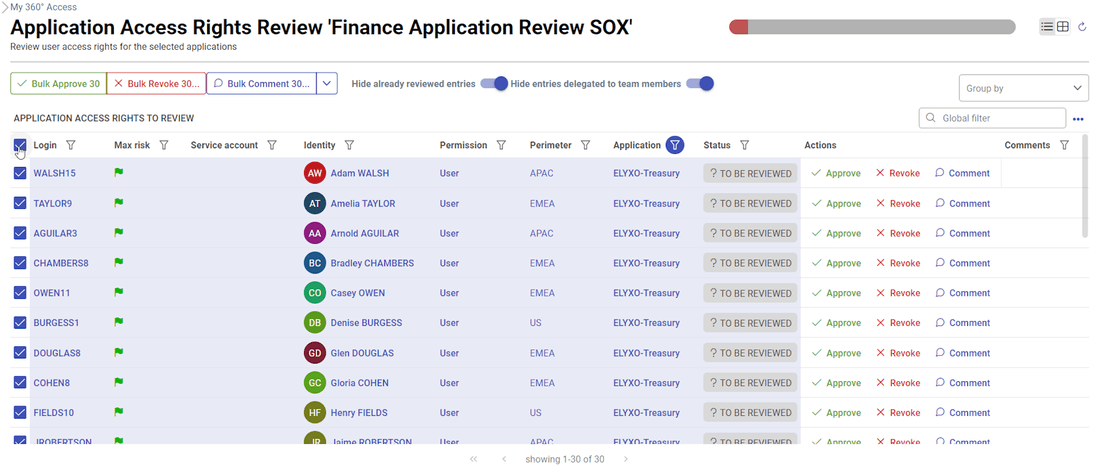 My 360° Access
Application Access Rights Review 'Finance Application Review SOX'
Review user access rights for the selected applications
Bulk Approve 30 Bulk Revoke 30... Bulk Comment 30... Hide already reviewed entries Hide entries delegated to team members Group by
APPLICATION ACCESS RIGHTS TO REVIEW Global filter
Login Max risk Service account Identity Permission Perimeter Application Status Actions Comments
WALSH15 AW Adam WALSH User APAC ELYXO-Treasury ? TO BE REVIEWED Approve Revoke Comment
TAYLOR9 AT Amelia TAYLOR User EMEA ELYXO-Treasury ? TO BE REVIEWED Approve Revoke Comment
AGUILAR3 AA Arnold AGUILAR User APAC ELYXO-Treasury ? TO BE REVIEWED Approve Revoke Comment
CHAMBERS8 BC Bradley CHAMBERS User EMEA ELYXO-Treasury ? TO BE REVIEWED Approve Revoke Comment
OWEN11 CO Casey OWEN User EMEA ELYXO-Treasury ? TO BE REVIEWED Approve Revoke Comment
BURGESS1 DB Denise BURGESS User US ELYXO-Treasury ? TO BE REVIEWED Approve Revoke Comment
DOUGLAS8 GD Glen DOUGLAS User EMEA ELYXO-Treasury ? TO BE REVIEWED Approve Revoke Comment
COHEN8 GC Gloria COHEN User EMEA ELYXO-Treasury ? TO BE REVIEWED Approve Revoke Comment
FIELDS10 HF Henry FIELDS User US ELYXO-Treasury ? TO BE REVIEWED Approve Revoke Comment
JROBERTSON JR Jaime ROBERTSON User APAC ELYXO-Treasury ? TO BE REVIEWED Approve Revoke Comment
showing 1-30 of 30